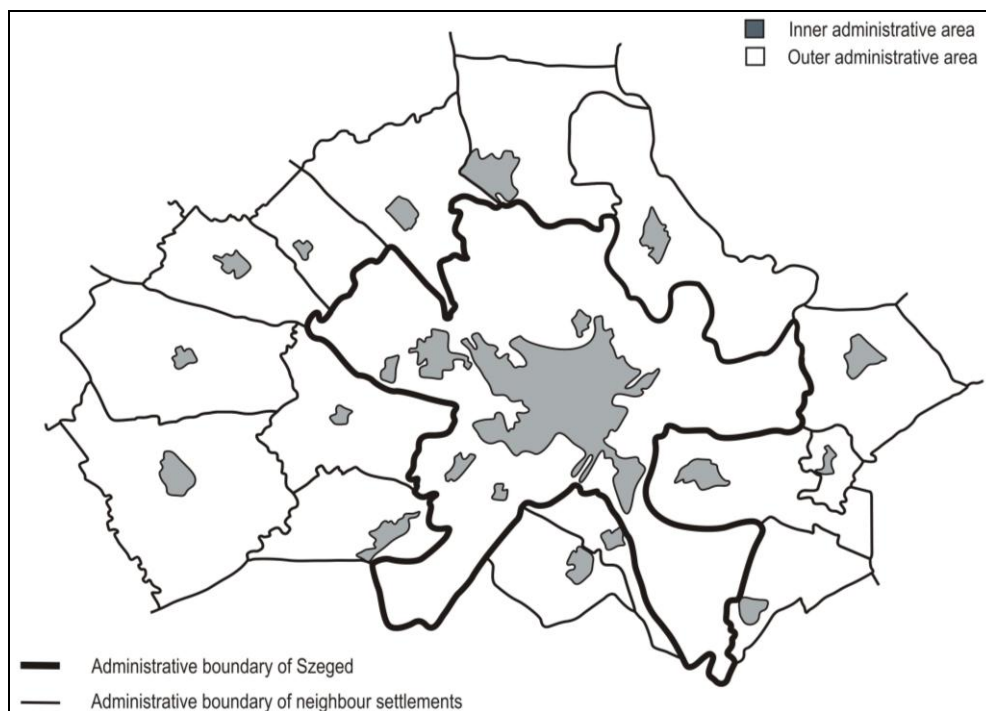 Inner administrative area
Outer administrative area
Administrative boundary of Szeged
Administrative boundary of neighbour settlements